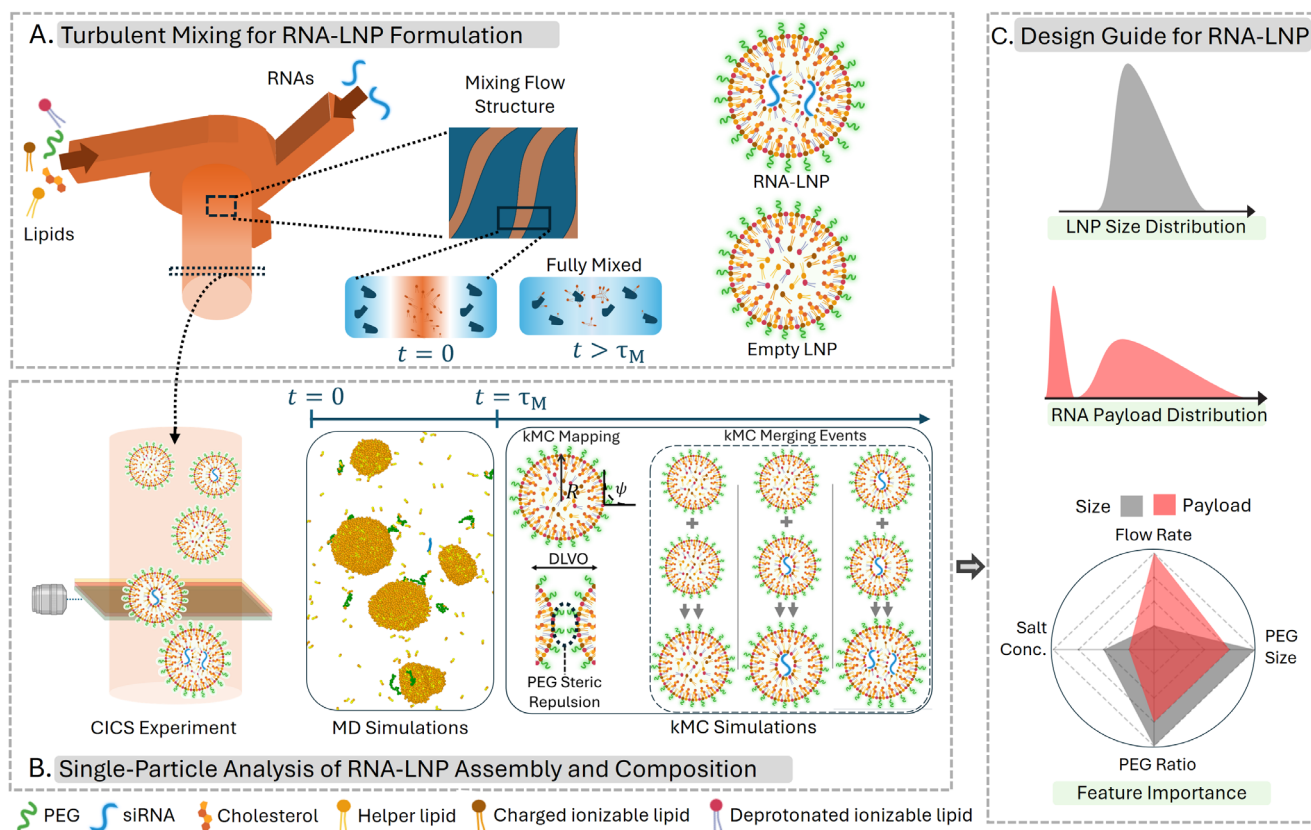 A. Turbulent Mixing for RNA-LNP Formulation
RNAs
Lipids
Mixing Flow
Structure
Fully Mixed
t = 0
t > τM
RNA-LNP
Empty LNP
t = 0
t = τM
CICS Experiment
MD Simulations
kMC Mapping
R
ψ
DLVO
PEG Steric
Repulsion
kMC Merging Events
+
+
+
kMC Simulations
B. Single-Particle Analysis of RNA-LNP Assembly and Composition
C. Design Guide for RNA-LNP
LNP Size Distribution
RNA Payload Distribution
Size
Payload
Flow Rate
Salt
Conc.
PEG
Size
PEG Ratio
Feature Importance
PEG
siRNA
Cholesterol
Helper lipid
Charged ionizable lipid
Deprotonated ionizable lipid